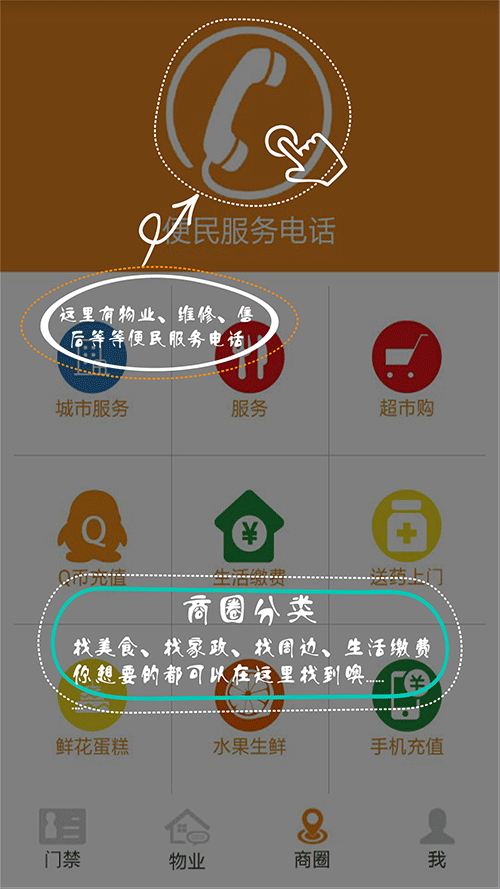 便民服务电话
这里有物业、维修、售
后等等便民服务电话
城市服务
服务
超市购
Q
Q币充值
生活缴费
送药上门
商圈分类
找美食、找家政、找周边、生活缴费
你想要的都可以在这里找到噢......
鲜花蛋糕
水果生鲜
手机充值
门禁
物业
商圈
我